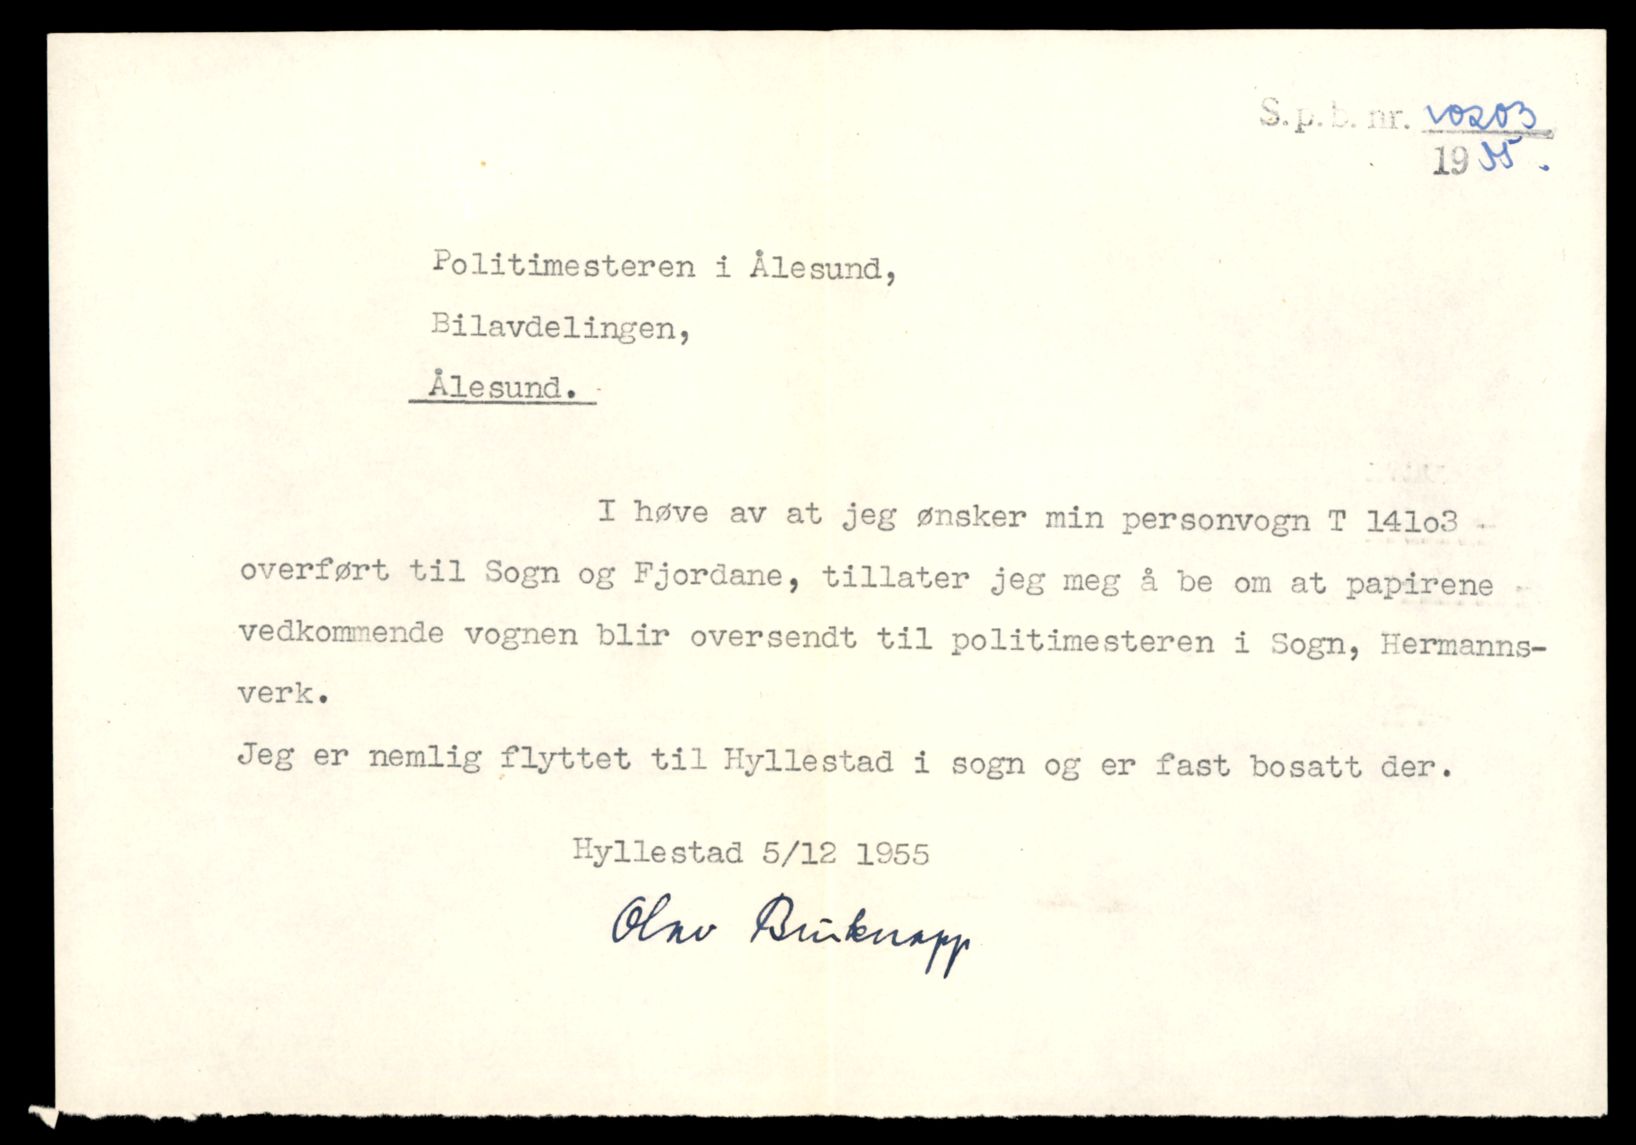 S.p.b. nr. 10203
1955.
Politimesteren i Ålesund,
Bilavdelingen,
Ålesund.
I høve av at jeg ønsker min personvogn T 141o3
overført til Sogn og Fjordane, tillater jeg meg å be om at papirene
vedkommende vognen blir oversendt til politimesteren i Sogn, Hermanns-
verk.
Jeg er nemlig flyttet til Hyllestad i sogn og er fast bosatt der.
Hyllestad 5/12 1955
Olav